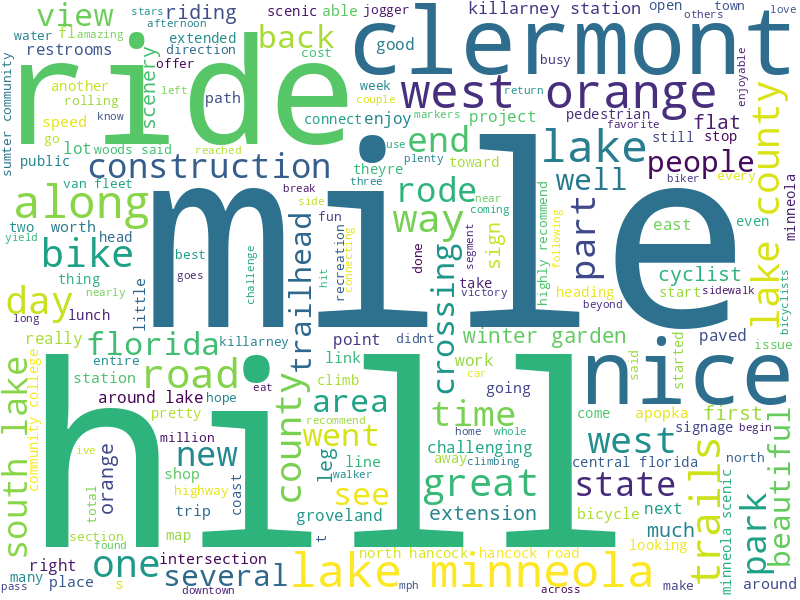 stars
scenic
able
jogger
killarney station
open
town
love
view
riding
afternoon
others
water
flamazing
extended
back
clermont
restrooms
direction
cost
good
busy
sumter community
ride
scenery
offer
another
rolling
left
path
week
west orange
enjoyable
speed
know
connect
enjoy
project
pedestrian
flat
return
markers
favorite
go
lot
use
still
stop
public
woods said
reached
couple
end
lake
people
lake county
construction
theyre
plenty
toward
biker
every
van fleet
break
three
rode
near
well
minneola
along
side
coming
two
worth
fun
way
east
even
yield
head
mile
sign
part
bike
best
trailhead
recreation
connecting
done
crossing
segment
highly recommend
following
cyclist
thing
goes
challenge
hit
take
heading
start
sidewalk
bicyclists
day
nearly
little
victory
beyond
long
lunch
really
florida
point
didnt
winter garden
paved
issue
entire
killarney
link
work
car
said
started
nice
station
road
climb
going
around lake
hope
eat
area
time
home
whole
come
apopka
first
pretty
recommend
new
county
went
challenging
west
signage
begin
south lake
community college
million
leg
line
away
climbing
central florida
north
live
shop
walker
see
great
state
total
orange
highway
coast
groveland
extension
bicycle
next
trails
park
beautiful
section
trip
map
much
minneola scenic
found
hill
t
looking
right
intersection
north hancock
hancock road
many
one
several
lake minneola
pass
place
s
downtown
mph
across
make
around